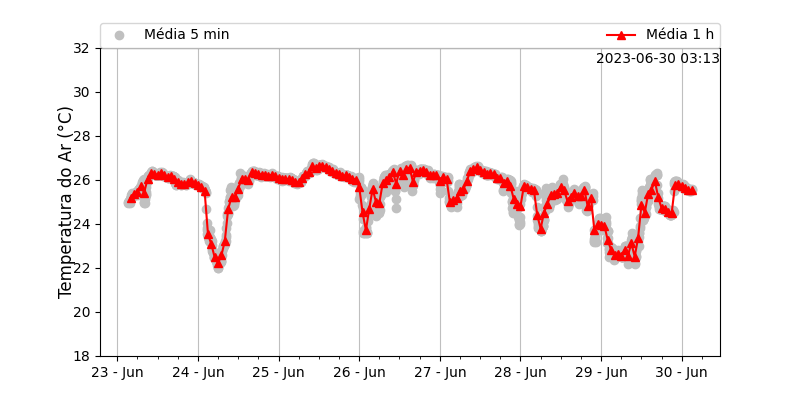 Média 5 min
Média 1 h
2023-06-30 03:13
Temperatura do Ar (°C)
32
30
28
26
24
22
20
18
23 - Jun
24 - Jun
25 - Jun
26 - Jun
27 - Jun
28 - Jun
29 - Jun
30 - Jun